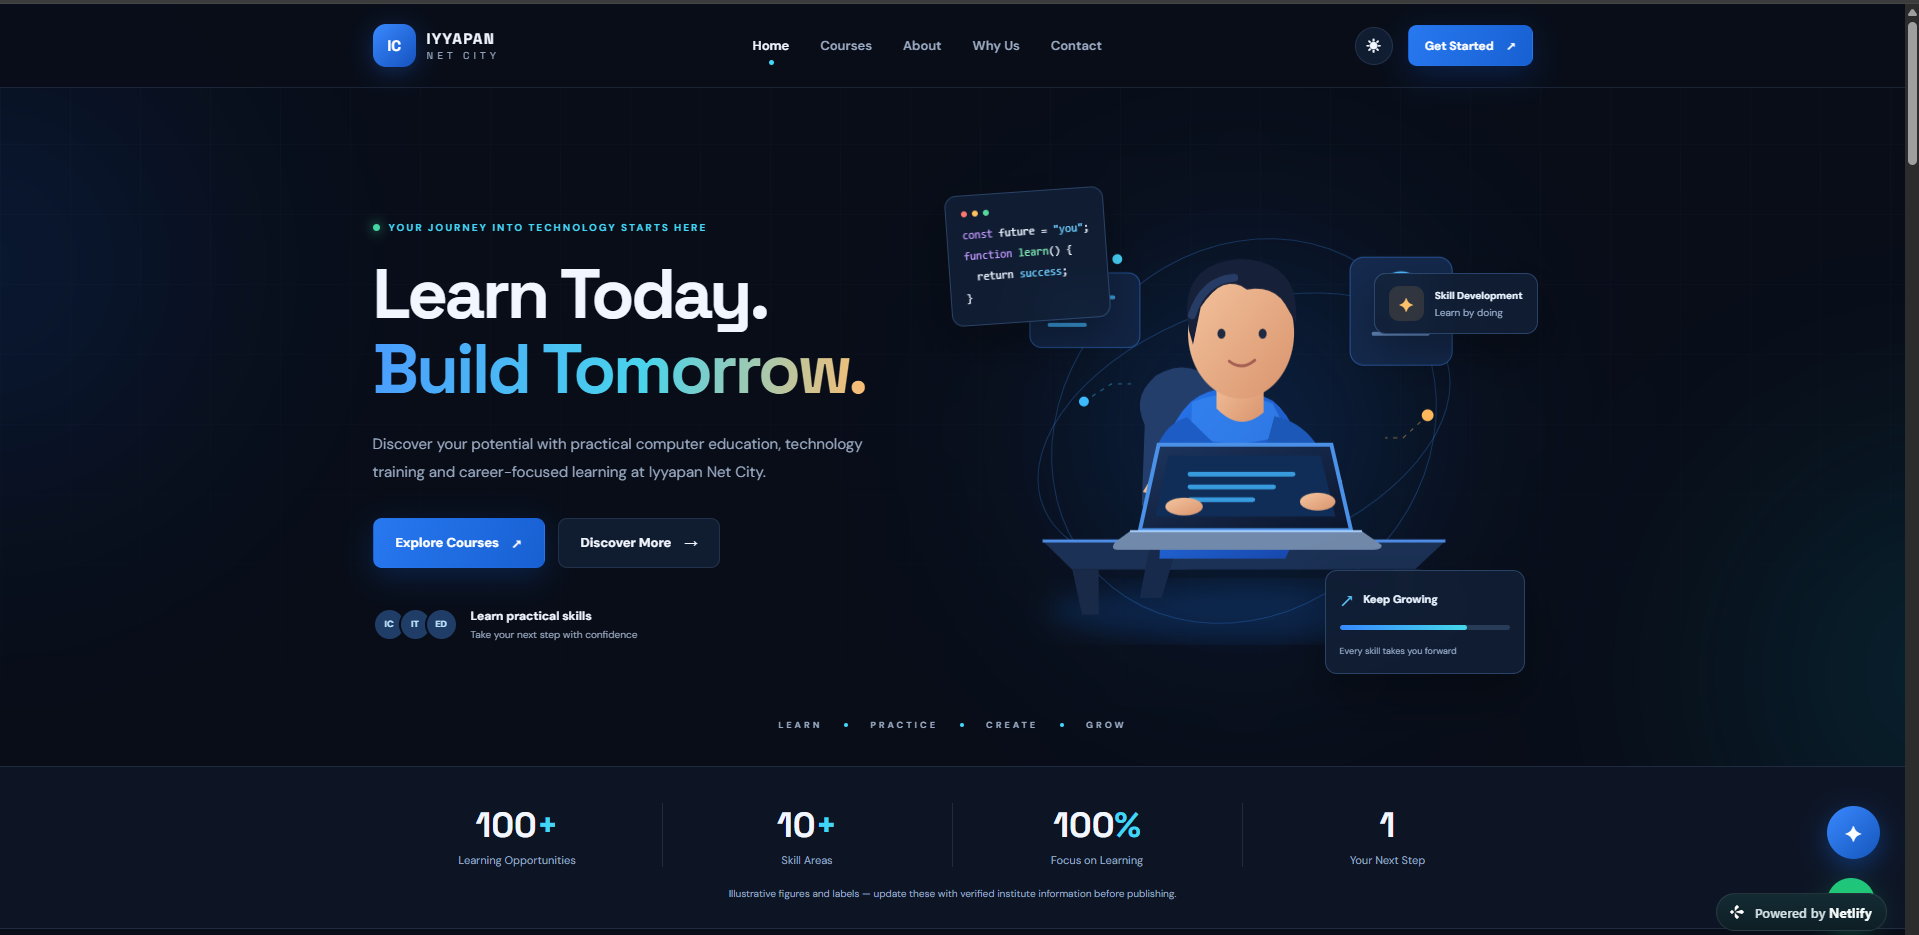 IC
IYYAPAN
NET CITY
Home
Courses
About
Why Us
Contact
Get Started ↗
YOUR JOURNEY INTO TECHNOLOGY STARTS HERE
Learn Today.
Build Tomorrow.
Discover your potential with practical computer education, technology
training and career-focused learning at Iyyapan Net City.
Explore Courses ↗
Discover More →
IC
IT
ED
Learn practical skills
Take your next step with confidence
const future = "you";
function learn() {
return success;
}
Skill Development
Learn by doing
↗ Keep Growing
Every skill takes you forward
LEARN • PRACTICE • CREATE • GROW
100+
Learning Opportunities
10+
Skill Areas
100%
Focus on Learning
1
Your Next Step
Illustrative figures and labels — update these with verified institute information before publishing.
Powered by Netlify